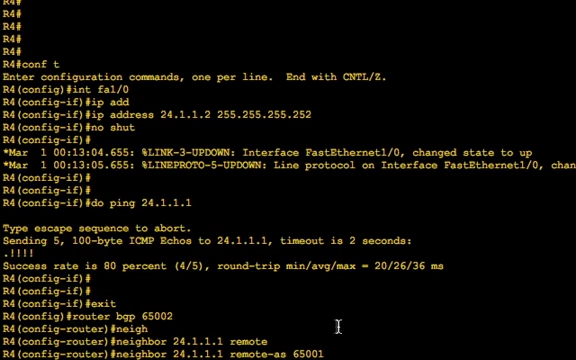 R4#
R4#
R4#
R4#
R4#
R4#conf t
Enter configuration commands, one per line.  End with CNTL/Z.
R4(config)#int fa1/0
R4(config-if)#ip add
R4(config-if)#ip address 24.1.1.2 255.255.255.252
R4(config-if)#no shut
R4(config-if)#
*Mar  1 00:13:04.655: %LINK-3-UPDOWN: Interface FastEthernet1/0, changed state to up
*Mar  1 00:13:05.655: %LINEPROTO-5-UPDOWN: Line protocol on Interface FastEthernet1/0, chan
R4(config-if)#
R4(config-if)#
R4(config-if)#do ping 24.1.1.1
Type escape sequence to abort.
Sending 5, 100-byte ICMP Echos to 24.1.1.1, timeout is 2 seconds:
.!!!!
Success rate is 80 percent (4/5), round-trip min/avg/max = 20/26/36 ms
R4(config-if)#
R4(config-if)#
R4(config-if)#exit
R4(config)#router bgp 65002
R4(config-router)#neigh
R4(config-router)#neighbor 24.1.1.1 remote
R4(config-router)#neighbor 24.1.1.1 remote-as 65001